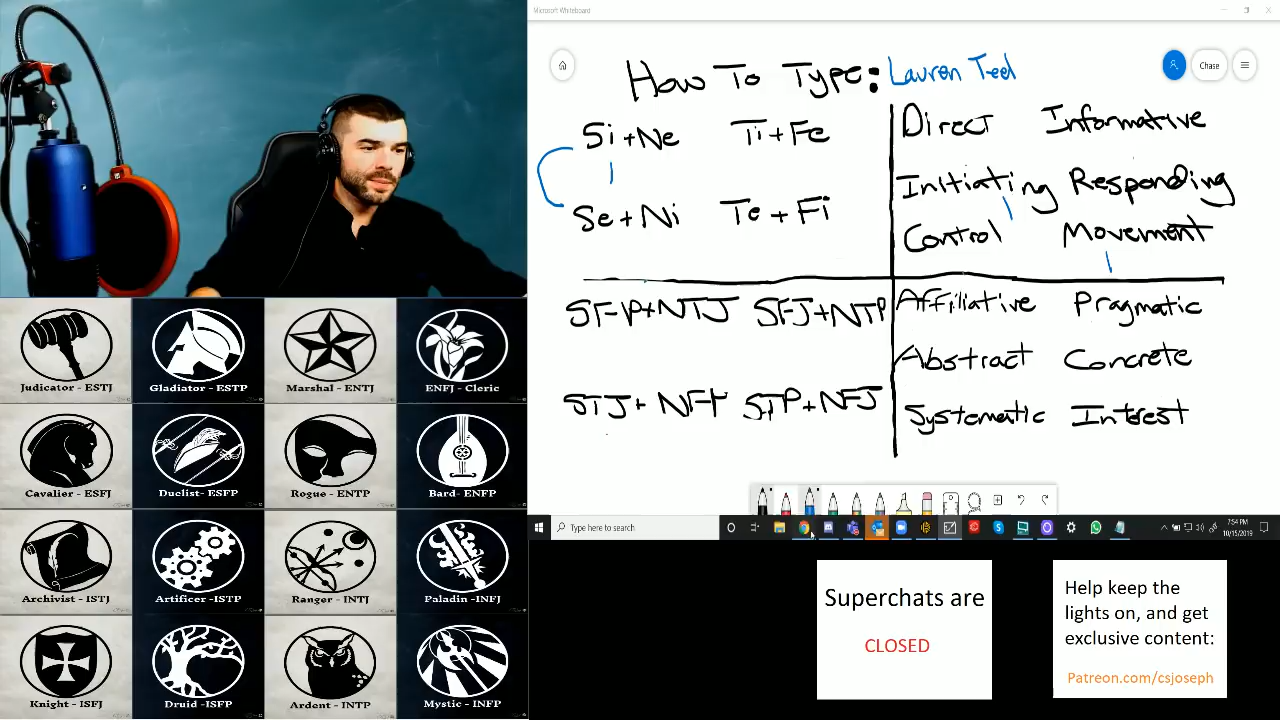 Microsoft Whiteboard
How To Type: Lauren Teel
Chase
Si+Ne Ti+Fe
Direct Informative
Initiating Responding
Se+Ni Te+Fi
Control Movement
SFP+NTJ SFJ+NTP
Affiliative Pragmatic
Abstract Concrete
STJ+ STP+NFJ
Systematic Interest
Type here to search
7:54 PM
10/15/2019
Judicator - ESTJ
Gladiator - ESTP
Marshal - ENTJ
ENFJ - Cleric
Cavalier - ESFJ
Duelist- ESFP
Rogue - ENTP
Bard- ENFP
Archivist - ISTJ
Artificer -ISTP
Ranger - INTJ
Paladin -INFJ
Knight -ISFJ
Druid -ISFP
Ardent - INTP
Mystic -INFP
Superchats are
CLOSED
Help keep the
lights on, and get
exclusive content:
Patreon.com/csjoseph